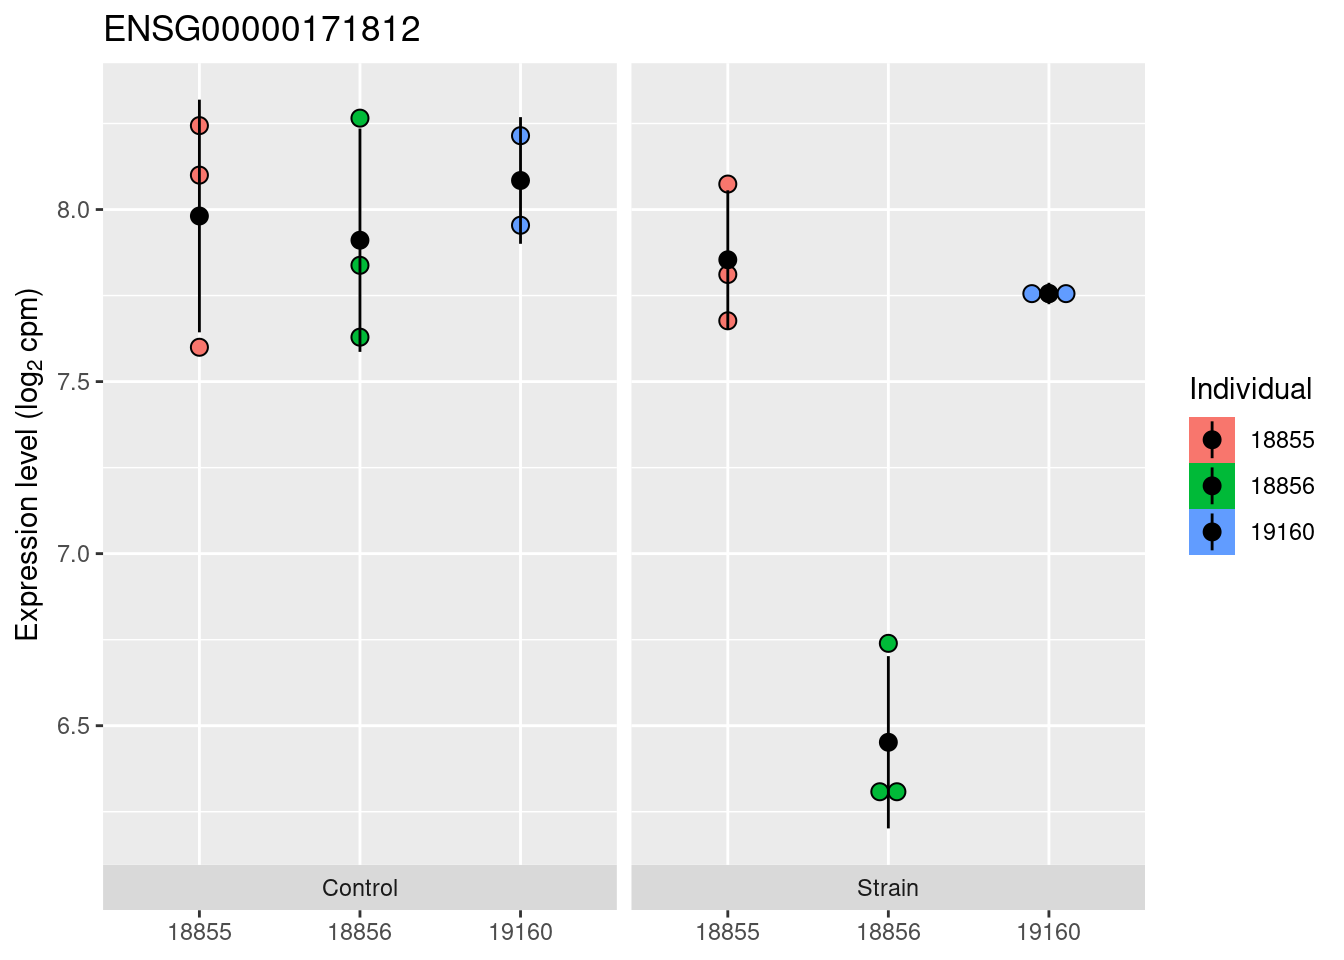 ENSG00000171812
Expression level (log₂ cpm)
8.0
7.5
7.0
6.5
Control
Strain
18855 18856 19160
18855 18856 19160
Individual
18855
18856
19160